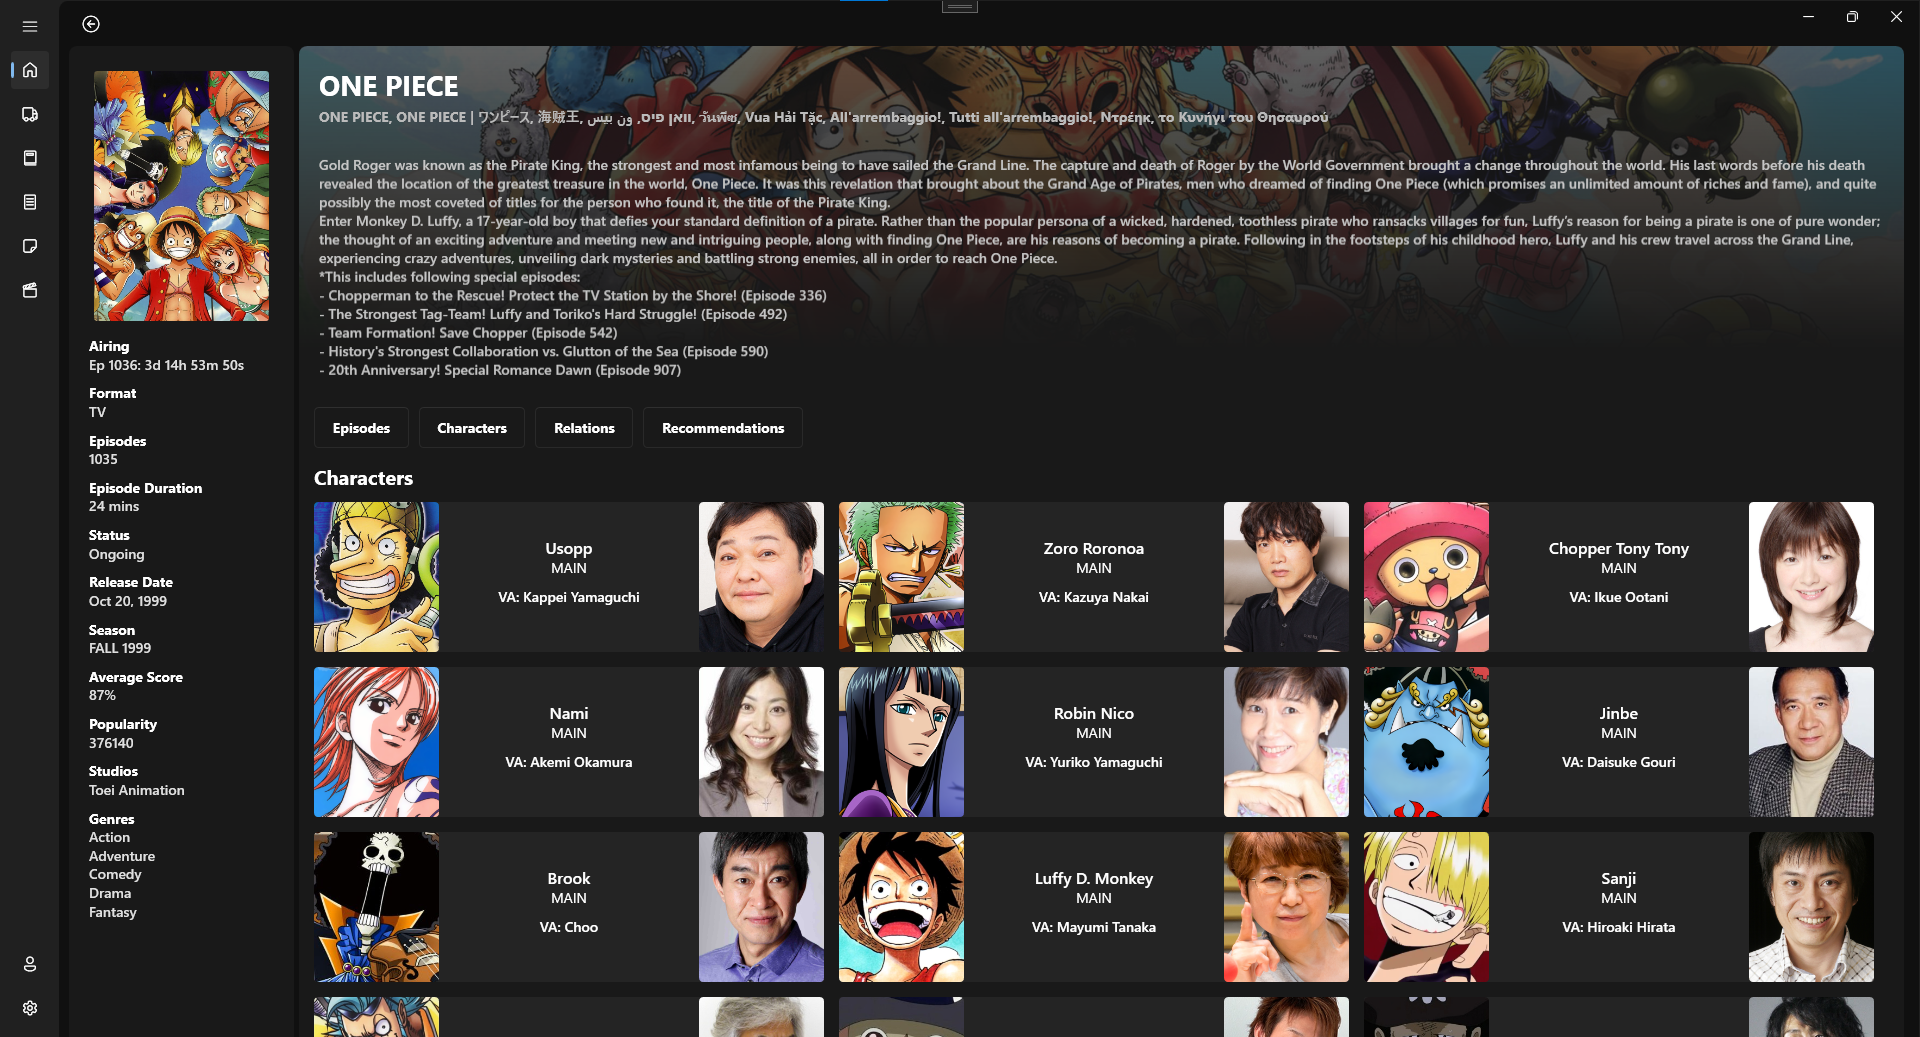 ONE PIECE
ONE PIECE, ONE PIECE | ワンピース, 海贼王, וואן פיס, ون بيس, วันพีซ, Vua Hải Tặc, All'arrembaggio!, Tutti all'arrembaggio!, Ντρέηκ, το Κυνήγι του Θησαυρού
Gold Roger was known as the Pirate King, the strongest and most infamous being to have sailed the Grand Line. The capture and death of Roger by the World Government brought a change throughout the world. His last words before his death
revealed the location of the greatest treasure in the world, One Piece. It was this revelation that brought about the Grand Age of Pirates, men who dreamed of finding One Piece (which promises an unlimited amount of riches and fame), and quite
possibly the most coveted of titles for the person who found it, the title of the Pirate King.
Enter Monkey D. Luffy, a 17-year-old boy that defies your standard definition of a pirate. Rather than the popular persona of a wicked, hardened, toothless pirate who ransacks villages for fun, Luffy's reason for being a pirate is one of pure wonder;
the thought of an exciting adventure and meeting new and intriguing people, along with finding One Piece, are his reasons of becoming a pirate. Following in the footsteps of his childhood hero, Luffy and his crew travel across the Grand Line,
experiencing crazy adventures, unveiling dark mysteries and battling strong enemies, all in order to reach One Piece.
*This includes following special episodes:
- Chopperman to the Rescue! Protect the TV Station by the Shore! (Episode 336)
- The Strongest Tag-Team! Luffy and Toriko's Hard Struggle! (Episode 492)
- Team Formation! Save Chopper (Episode 542)
- History's Strongest Collaboration vs. Glutton of the Sea (Episode 590)
- 20th Anniversary! Special Romance Dawn (Episode 907)
Airing
Ep 1036: 3d 14h 53m 50s
Format
TV
Episodes
1035
Episode Duration
24 mins
Status
Ongoing
Release Date
Oct 20, 1999
Season
FALL 1999
Average Score
87%
Popularity
376140
Studios
Toei Animation
Genres
Action
Adventure
Comedy
Drama
Fantasy
Episodes
Characters
Relations
Recommendations
Characters
Usopp
MAIN
VA: Kappei Yamaguchi
Zoro Roronoa
MAIN
VA: Kazuya Nakai
Chopper Tony Tony
MAIN
VA: Ikue Ootani
Nami
MAIN
VA: Akemi Okamura
Robin Nico
MAIN
VA: Yuriko Yamaguchi
Jinbe
MAIN
VA: Daisuke Gouri
Brook
MAIN
VA: Choo
Luffy D. Monkey
MAIN
VA: Mayumi Tanaka
Sanji
MAIN
VA: Hiroaki Hirata